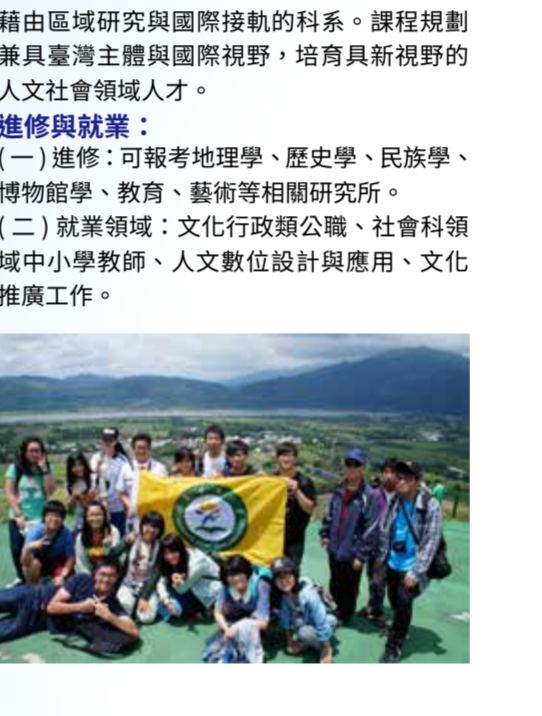 藉由區域研究與國際接軌的科系。課程規劃
兼具臺灣主體與國際視野，培育具新視野的
人文社會領域人才。
進修與就業：
(一)進修：可報考地理學、歷史學、民族學、
博物館學、教育、藝術等相關研究所。
(二)就業領域：文化行政類公職、社會科領
域中小學教師、人文數位設計與應用、文化
推廣工作。